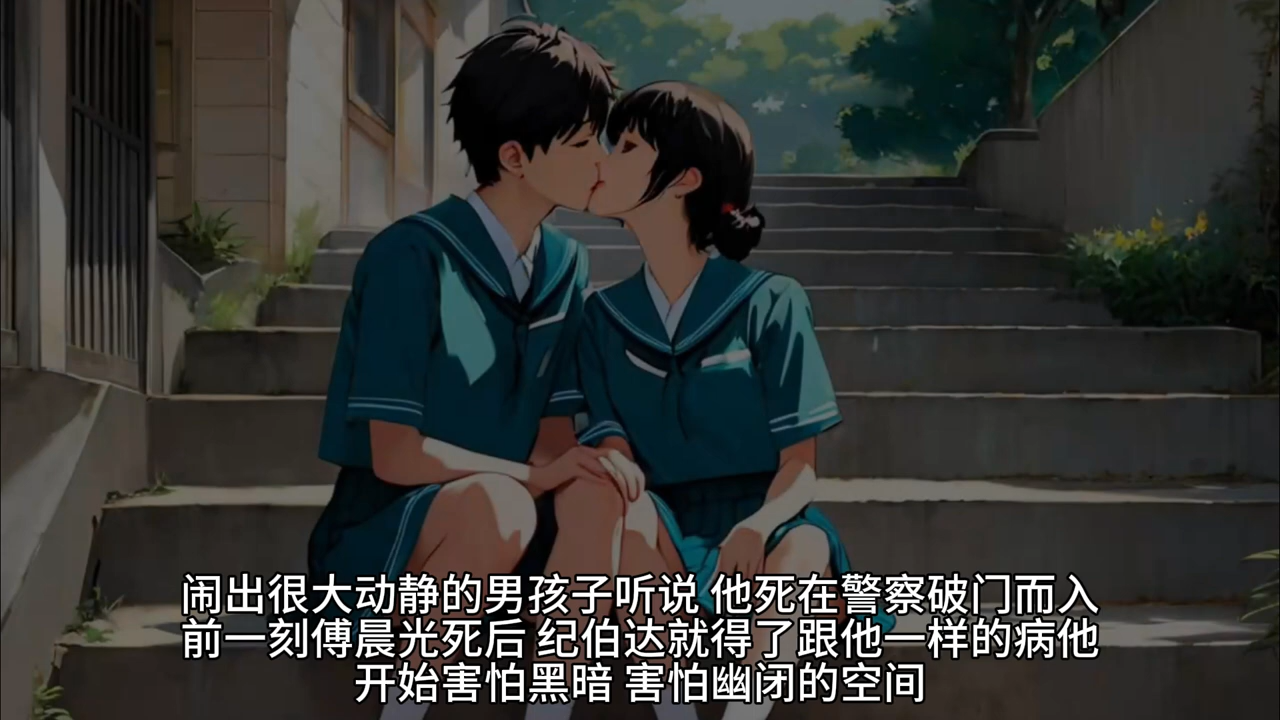 闹出很大动静的男孩子听说 他死在警察破门而入
前一刻傅晨光死后 纪伯达就得了跟他一样的病他
开始害怕黑暗 害怕幽闭的空间